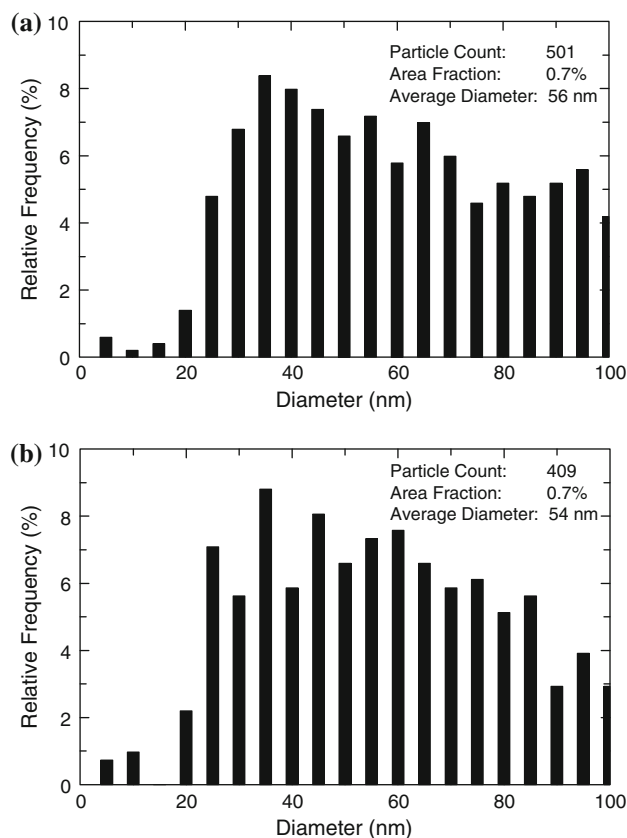 (a)
10
8
6
4
2
0
Relative Frequency (%)
Particle Count: 501
Area Fraction: 0.7%
Average Diameter: 56 nm
0 20 40 60 80 100
Diameter (nm)
(b)
10
8
6
4
2
0
Relative Frequency (%)
Particle Count: 409
Area Fraction: 0.7%
Average Diameter: 54 nm
0 20 40 60 80 100
Diameter (nm)